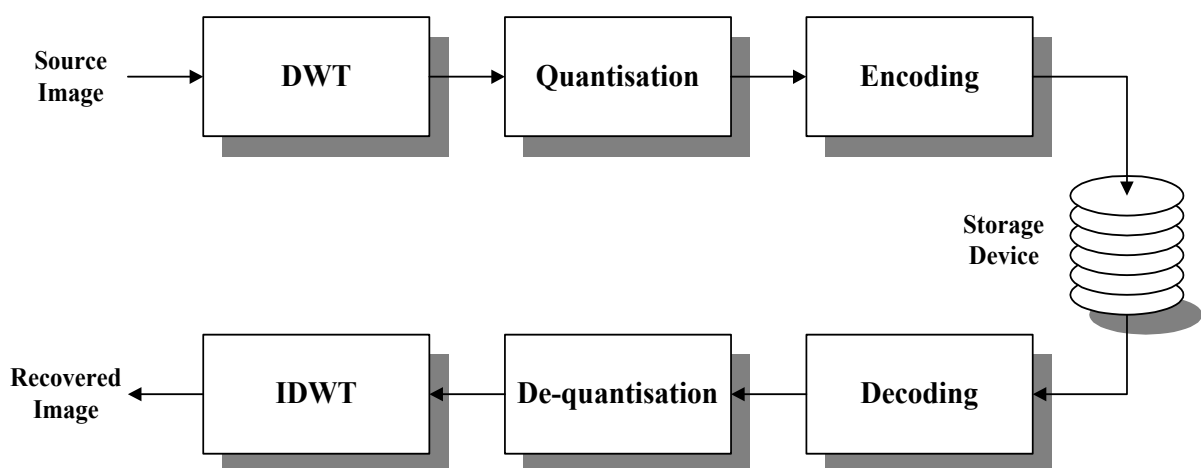 Source
Image
DWT
Quantisation
Encoding
Storage
Device
Recovered
Image
IDWT
De-quantisation
Decoding